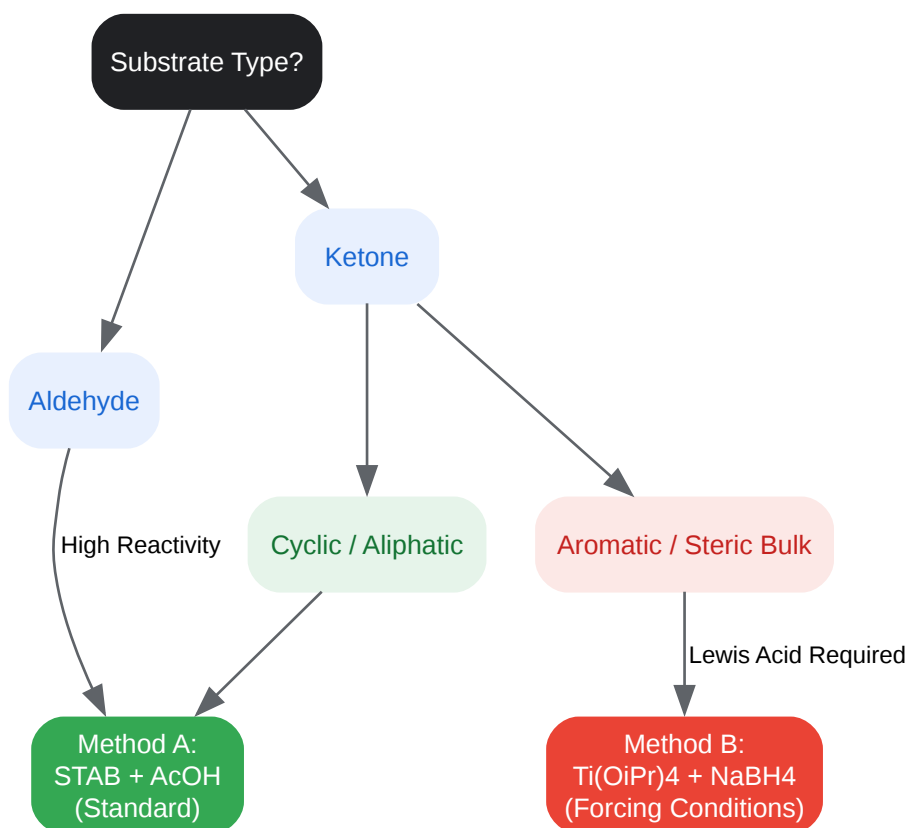 Substrate Type?
Ketone
Aldehyde
High Reactivity
Cyclic / Aliphatic
Aromatic / Steric Bulk
Lewis Acid Required
Method A:
STAB + AcOH
(Standard)
Method B:
Ti(OiPr)4 + NaBH4
(Forcing Conditions)